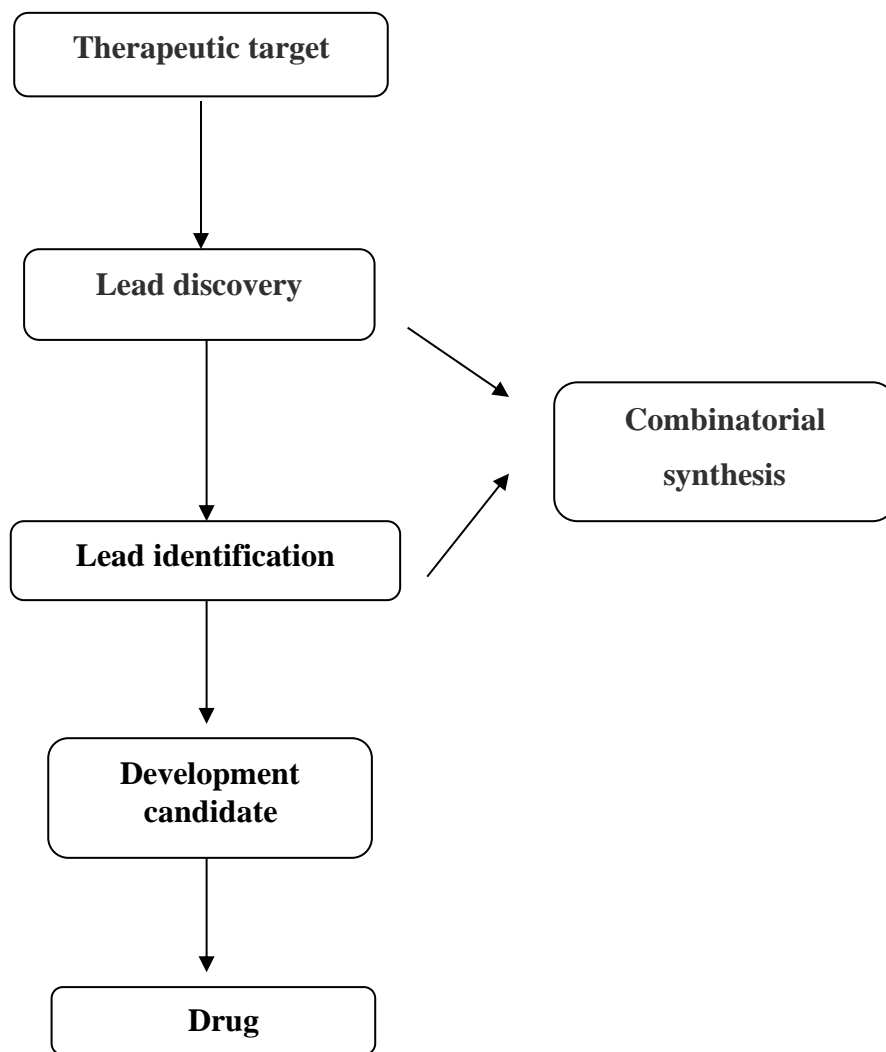 Therapeutic target
Lead discovery
Combinatorial
synthesis
Lead identification
Development
candidate
Drug